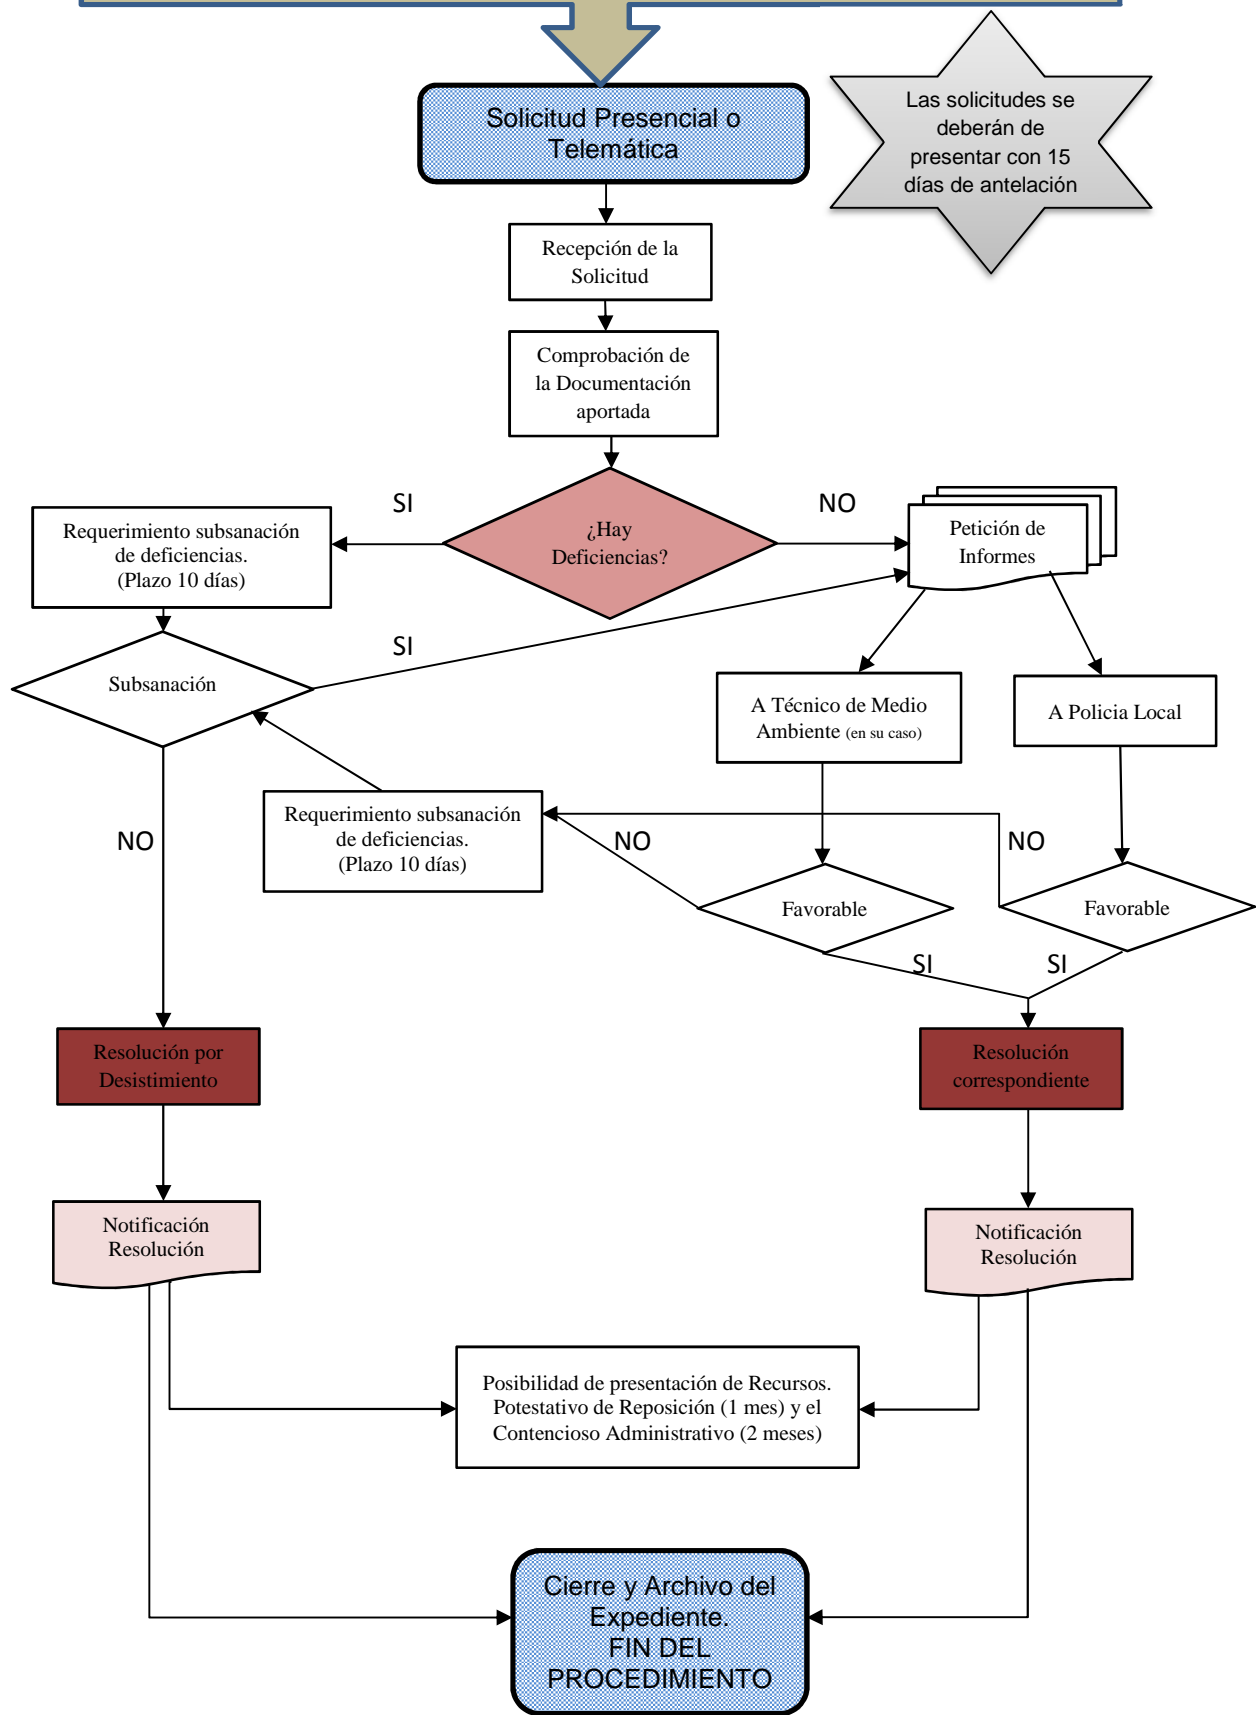 Solicitud Presencial o
Telemática
Las solicitudes se
deberán de
presentar con 15
días de antelación
Recepción de la
Solicitud
Comprobación de
la Documentación
aportada
SI
¿Hay
Deficiencias?
NO
Petición de
Informes
Requerimiento subsanación
de deficiencias.
(Plazo 10 días)
SI
Subsanación
A Técnico de Medio
Ambiente (en su caso)
A Policia Local
NO
Requerimiento subsanación
de deficiencias.
(Plazo 10 días)
NO
NO
Favorable
Favorable
SI
SI
Resolución por
Desistimiento
Resolución
correspondiente
Notificación
Resolución
Notificación
Resolución
Posibilidad de presentación de Recursos.
Potestativo de Reposición (1 mes) y el
Contencioso Administrativo (2 meses)
Cierre y Archivo del
Expediente.
FIN DEL
PROCEDIMIENTO